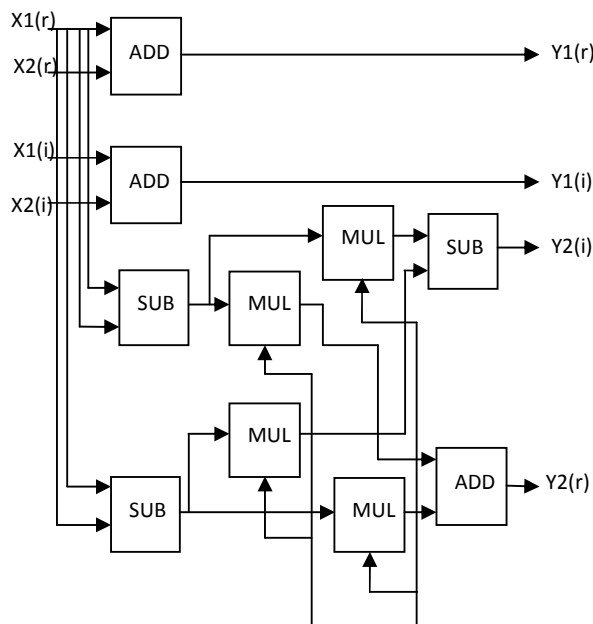 X1(r)
ADD
Y1(r)
X2(r)
X1(i)
ADD
Y1(i)
X2(i)
MUL
SUB
Y2(i)
SUB
MUL
MUL
ADD
Y2(r)
SUB
MUL